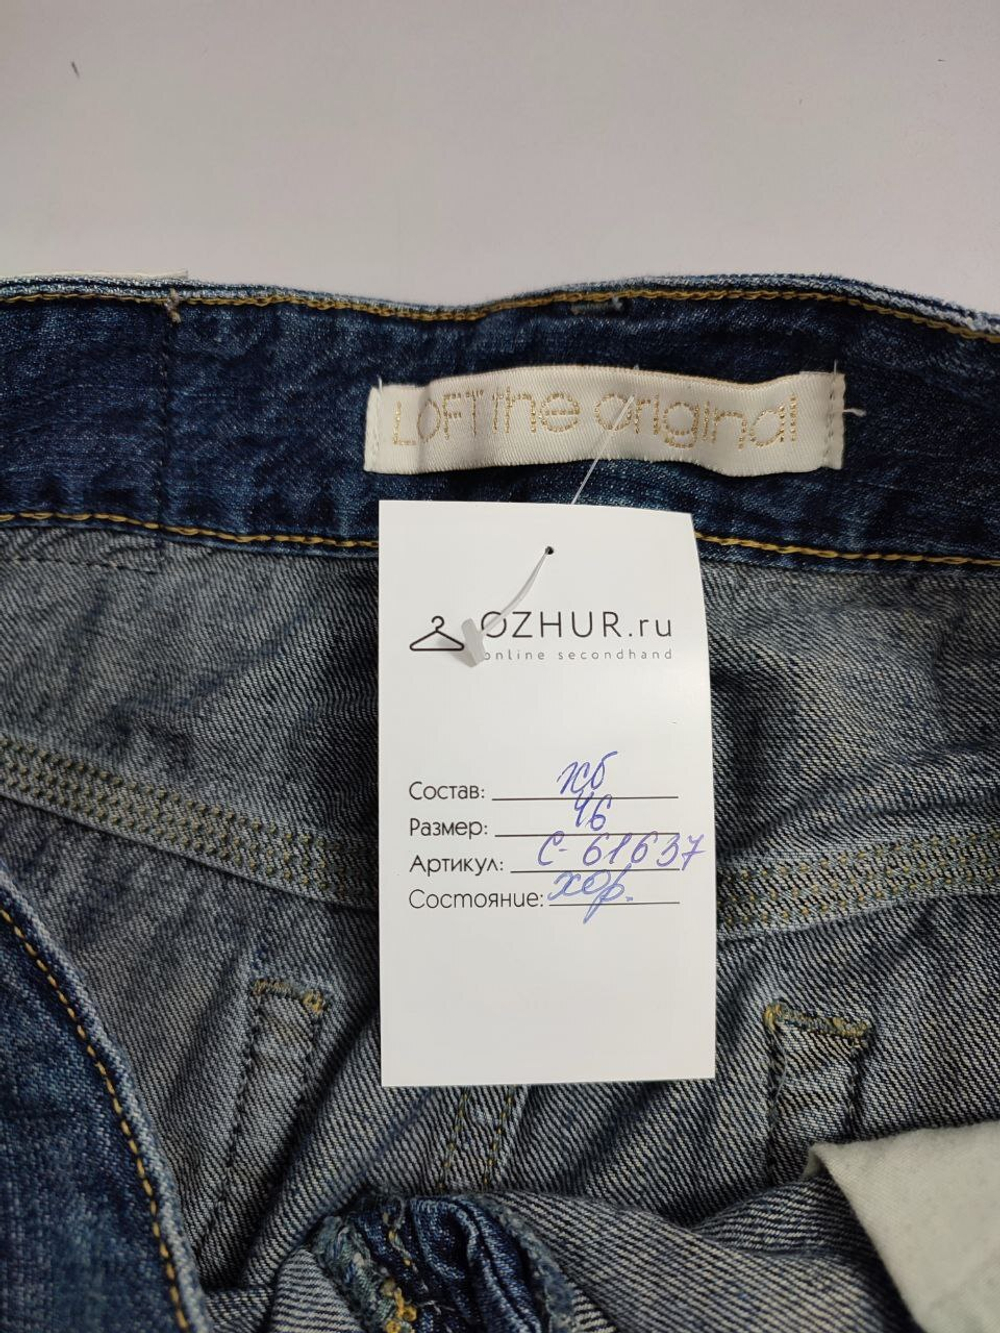 LOFT the original
OZHUR.ru
online secondhand
Состав: хб
Размер: 46
Артикул: С-61637
Состояние: хор.